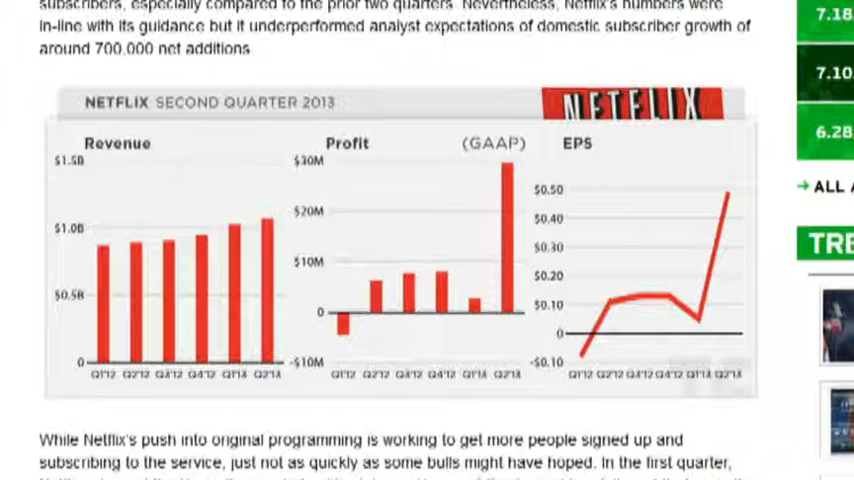 subscribers, especially compared to the prior two quarters. Nevertheless, Netflix's numbers were
in-line with its guidance but it underperformed analyst expectations of domestic subscriber growth of
around 700,000 net additions
7.18
7.10
6.28
→ ALL
TRE
NETFLIX SECOND QUARTER 2013
NETFLIX
Revenue
$1.5B
$1.0B
$0.5B
0
Q1'12 Q2'12 Q3'12 Q4'12 Q1'13 Q2'13
Profit (GAAP)
$30M
$20M
$10M
0
-$10M
Q1'12 Q2'12 Q3'12 Q4'12 Q1'13 Q2'13
EPS
$0.50
$0.40
$0.30
$0.20
$0.10
0
-$0.10
Q1'12 Q2'12 Q3'12 Q4'12 Q1'13 Q2'13
While Netflix's push into original programming is working to get more people signed up and
subscribing to the service, just not as quickly as some bulls might have hoped. In the first quarter,